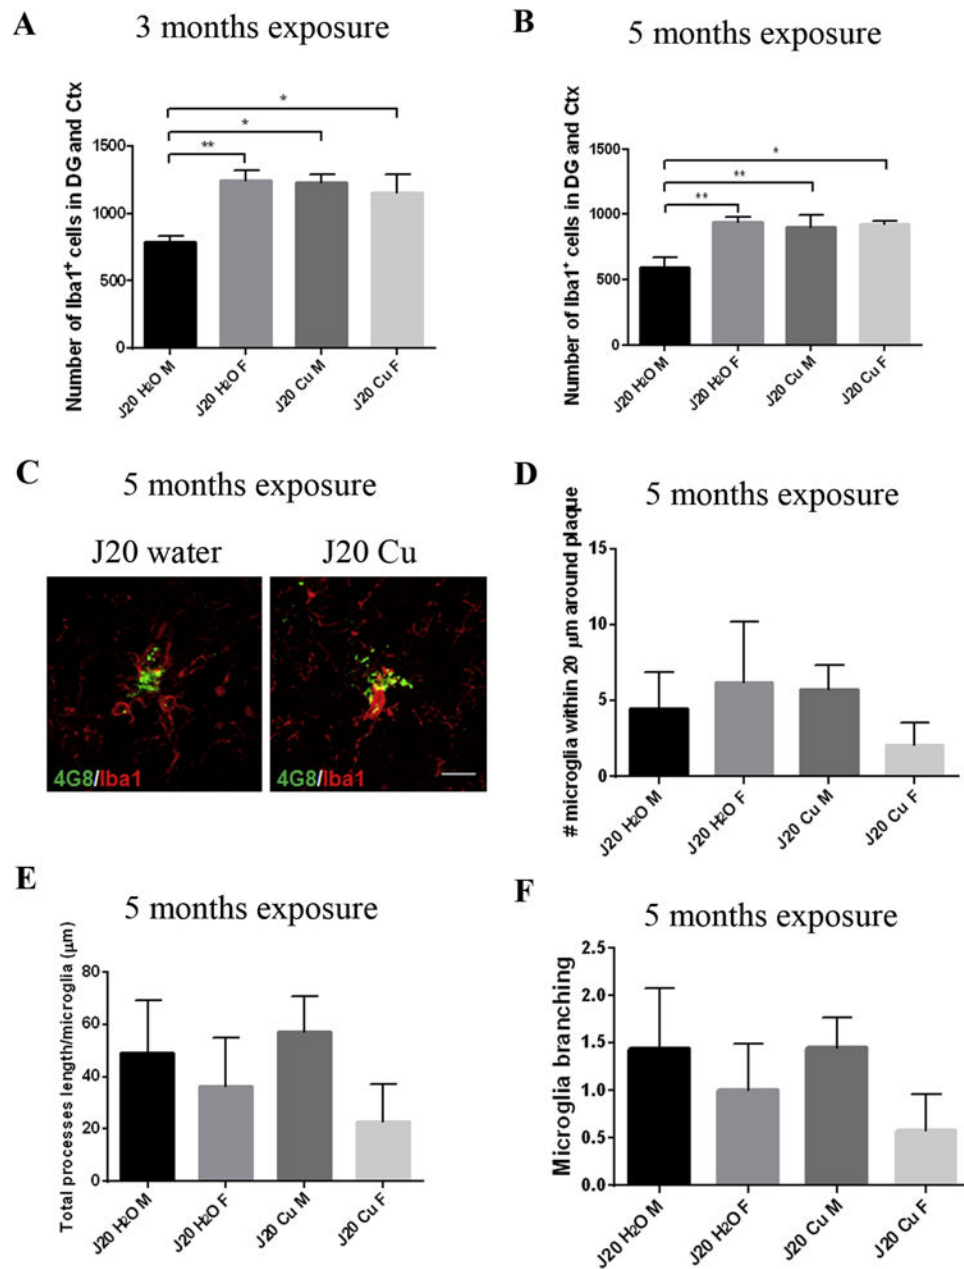 A
3 months exposure
Number of Iba1⁺ cells in DG and Ctx
1500
1000
500
0
**
*
*
J20 H₂O M
J20 H₂O F
J20 Cu M
J20 Cu F
B
5 months exposure
Number of Iba1⁺ cells in DG and Ctx
1500
1000
500
0
**
**
*
J20 H₂O M
J20 H₂O F
J20 Cu M
J20 Cu F
C
5 months exposure
J20 water
J20 Cu
4G8/Iba1
4G8/Iba1
D
5 months exposure
# microglia within 20 μm around plaque
15
10
5
0
J20 H₂O M
J20 H₂O F
J20 Cu M
J20 Cu F
E
5 months exposure
Total processes length/microglia (μm)
80
60
40
20
0
J20 H₂O M
J20 H₂O F
J20 Cu M
J20 Cu F
F
5 months exposure
Microglia branching
2.5
2.0
1.5
1.0
0.5
0.0
J20 H₂O M
J20 H₂O F
J20 Cu M
J20 Cu F